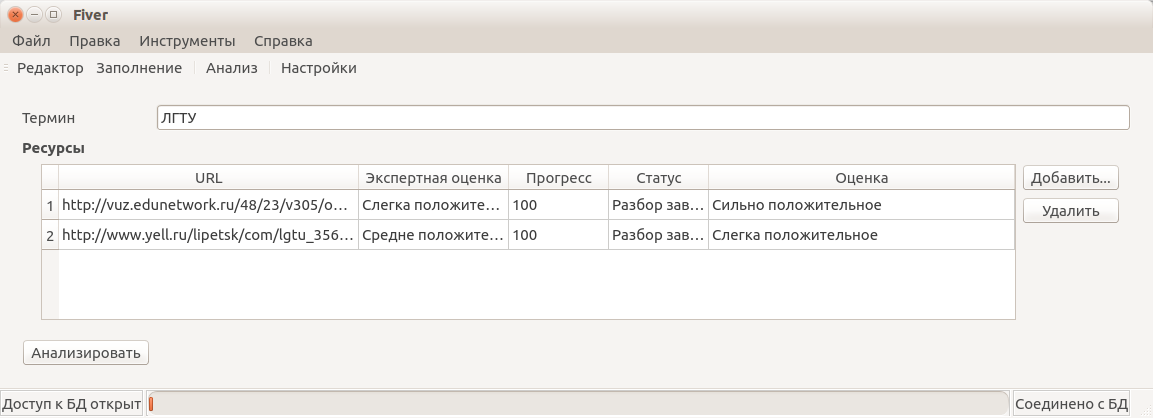 Fiver
Файл Правка Инструменты Справка
Редактор Заполнение Анализ Настройки
Термин ЛГТУ
Ресурсы
URL Экспертная оценка Прогресс Статус Оценка
1 http://vuz.edunetwork.ru/48/23/v305/o... Слегка положите... 100 Разбор зав... Сильно положительное
2 http://www.yell.ru/lipetsk/com/lgtu_356... Средне положите... 100 Разбор зав... Слегка положительное
Добавить...
Удалить
Анализировать
Доступ к БД открыт Соединено с БД